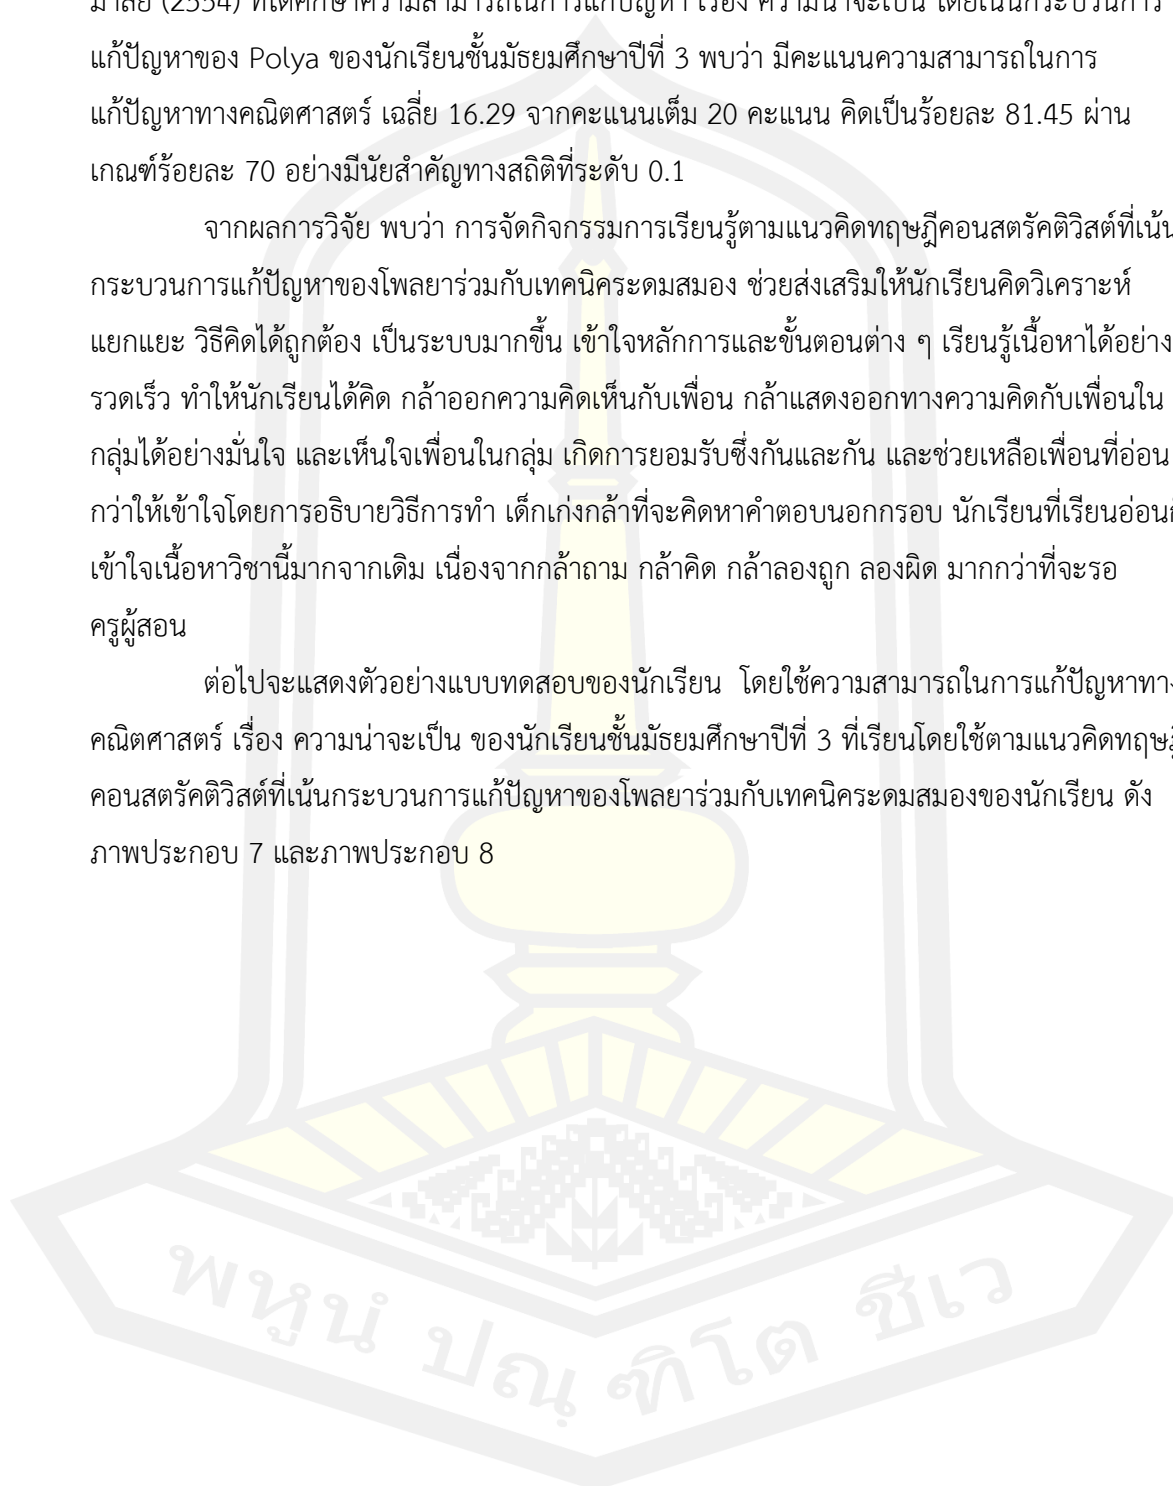 มาลัย (2554) ที่ได้ศึกษาความสามารถในการแก้ปัญหา เรื่อง ความน่าจะเป็น โดยเน้นกระบวนการ
แก้ปัญหาของ Polya ของนักเรียนชั้นมัธยมศึกษาปีที่ 3 พบว่า มีคะแนนความสามารถในการ
แก้ปัญหาทางคณิตศาสตร์ เฉลี่ย 16.29 จากคะแนนเต็ม 20 คะแนน คิดเป็นร้อยละ 81.45 ผ่าน
เกณฑ์ร้อยละ 70 อย่างมีนัยสำคัญทางสถิติที่ระดับ 0.1
จากผลการวิจัย พบว่า การจัดกิจกรรมการเรียนรู้ตามแนวคิดทฤษฎีคอนสตรัคติวิสต์ที่เน้น
กระบวนการแก้ปัญหาของโพลยาร่วมกับเทคนิคระดมสมอง ช่วยส่งเสริมให้นักเรียนคิดวิเคราะห์
แยกแยะ วิธีคิดได้ถูกต้อง เป็นระบบมากขึ้น เข้าใจหลักการและขั้นตอนต่าง ๆ เรียนรู้เนื้อหาได้อย่าง
รวดเร็ว ทำให้นักเรียนได้คิด กล้าออกความคิดเห็นกับเพื่อน กล้าแสดงออกทางความคิดกับเพื่อนใน
กลุ่มได้อย่างมั่นใจ และเห็นใจเพื่อนในกลุ่ม เกิดการยอมรับซึ่งกันและกัน และช่วยเหลือเพื่อนที่อ่อน
กว่าให้เข้าใจโดยการอธิบายวิธีการทำ เด็กเก่งกล้าที่จะคิดหาคำตอบนอกกรอบ นักเรียนที่เรียนอ่อน
เข้าใจเนื้อหาวิชานี้มากจากเดิม เนื่องจากกล้าถาม กล้าคิด กล้าลองถูก ลองผิด มากกว่าที่จะรอ
ครูผู้สอน
ต่อไปจะแสดงตัวอย่างแบบทดสอบของนักเรียน โดยใช้ความสามารถในการแก้ปัญหาทาง
คณิตศาสตร์ เรื่อง ความน่าจะเป็น ของนักเรียนชั้นมัธยมศึกษาปีที่ 3 ที่เรียนโดยใช้ตามแนวคิดทฤษฎี
คอนสตรัคติวิสต์ที่เน้นกระบวนการแก้ปัญหาของโพลยาร่วมกับเทคนิคระดมสมองของนักเรียน ดัง
ภาพประกอบ 7 และภาพประกอบ 8
พหูนํ ปณฺฑิโต ชีเว